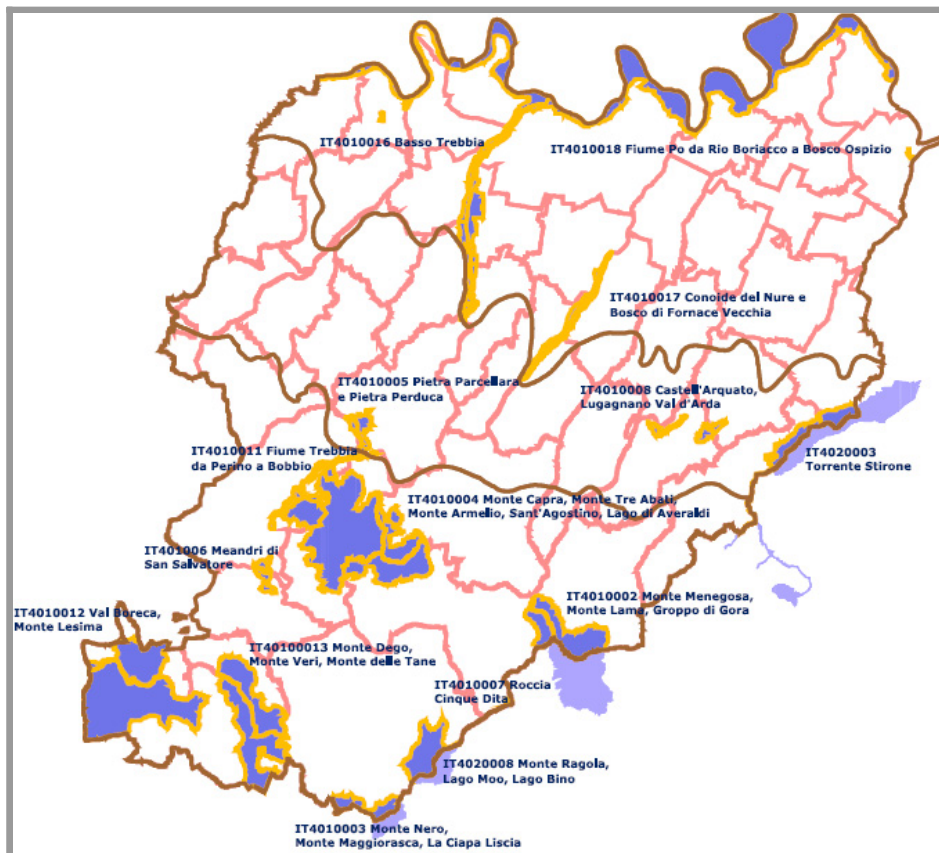 IT4010016 Basso Trebbia
IT4010018 Fiume Po da Rio Boriacco a Bosco Ospizio
IT4010017 Conoide del Nure e
Bosco di Fornace Vecchia
IT4010005 Pietra Parcellara
e Pietra Perduca
IT4010008 Castell'Arquato,
Lugagnano Val d'Arda
IT4010011 Fiume Trebbia
da Perino a Bobbio
IT4020003
Torrente Stirone
IT4010004 Monte Capra, Monte Tre Abati,
Monte Armelio, Sant'Agostino, Lago di Averaldi
IT401006 Meandri di
San Salvatore
IT4010002 Monte Menegosa,
Monte Lama, Groppo di Gora
IT4010012 Val Boreca,
Monte Lesima
IT40100013 Monte Dego,
Monte Veri, Monte delle Tane
IT4010007 Roccia
Cinque Dita
IT4020008 Monte Ragola,
Lago Moo, Lago Bino
IT4010003 Monte Nero,
Monte Maggiorasca, La Ciapa Liscia